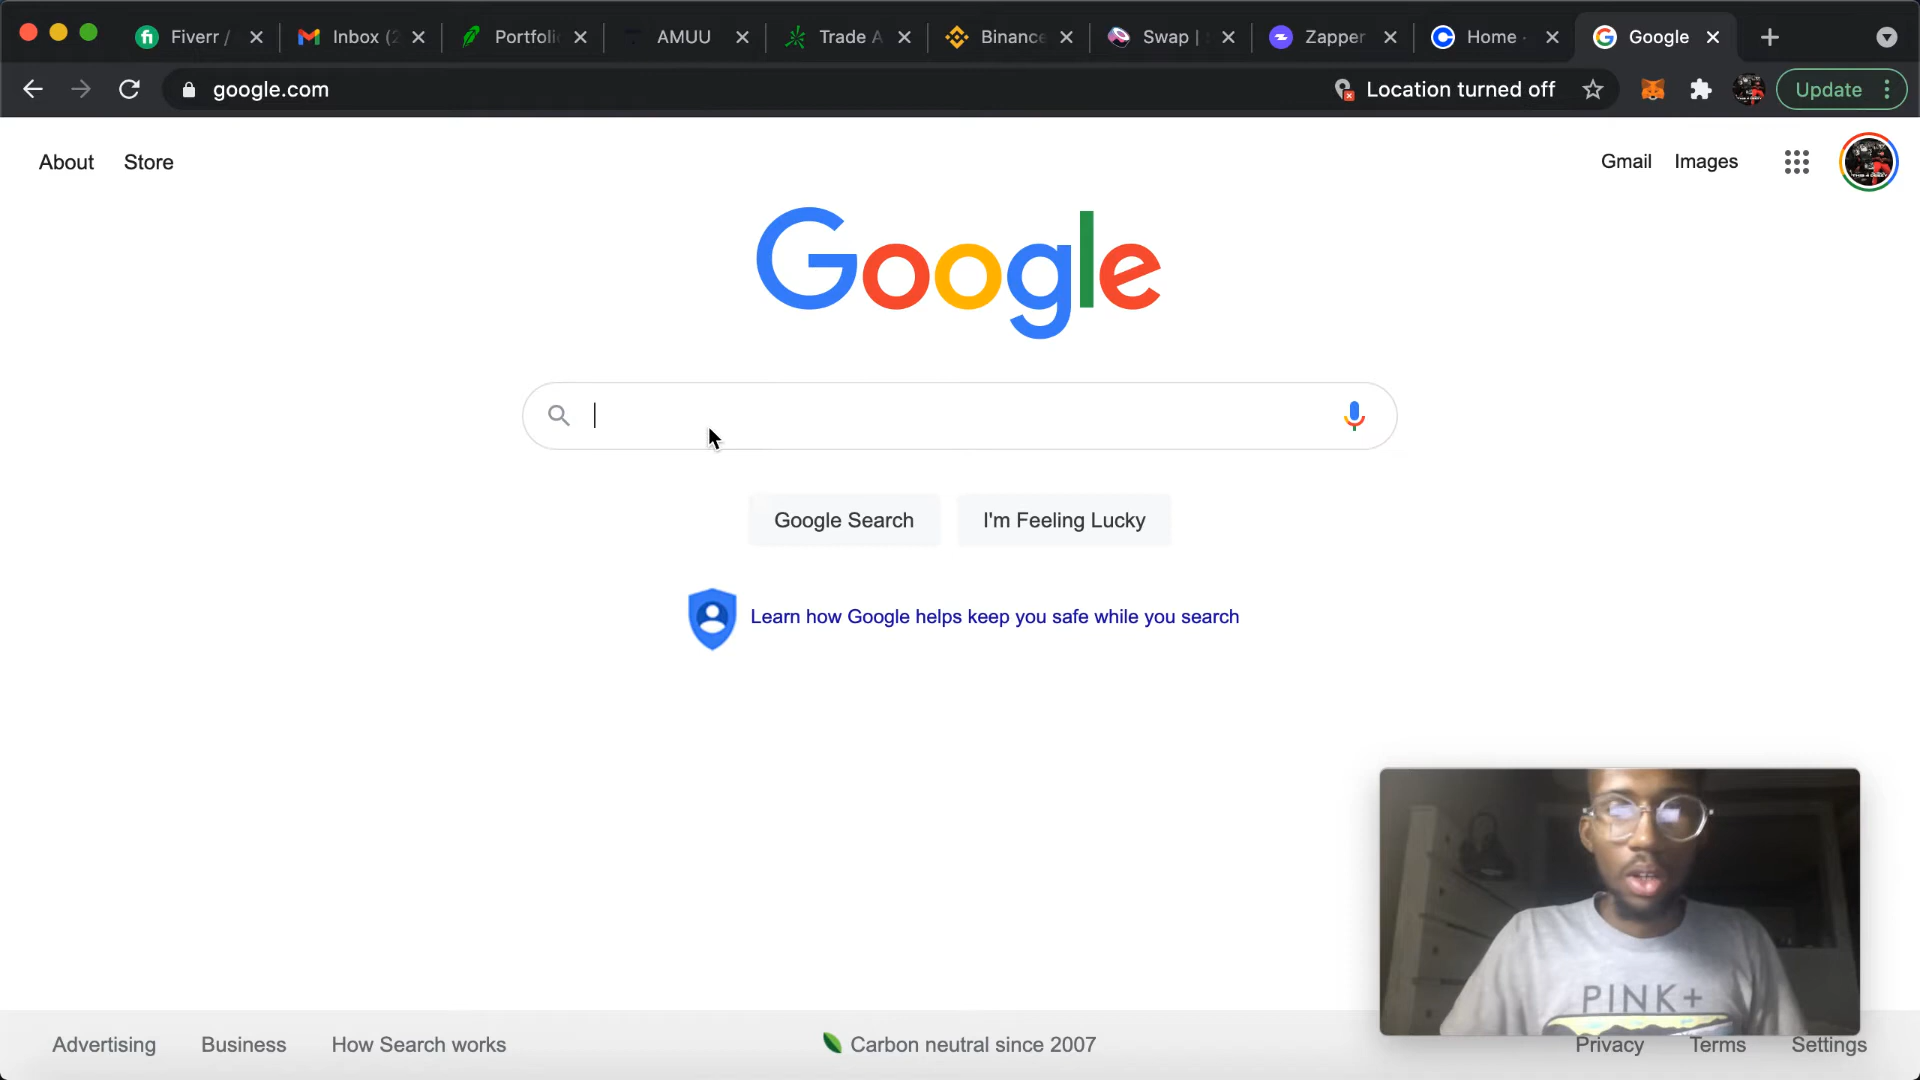 Fiverr / Inbox (2 Portfolio AMUU Trade A Binance Swap | Zapper Home · Google
google.com Location turned off Update
About Store Gmail Images
Google
Google Search I'm Feeling Lucky
Learn how Google helps keep you safe while you search
PINK+
Advertising Business How Search works Carbon neutral since 2007 Privacy Terms Settings